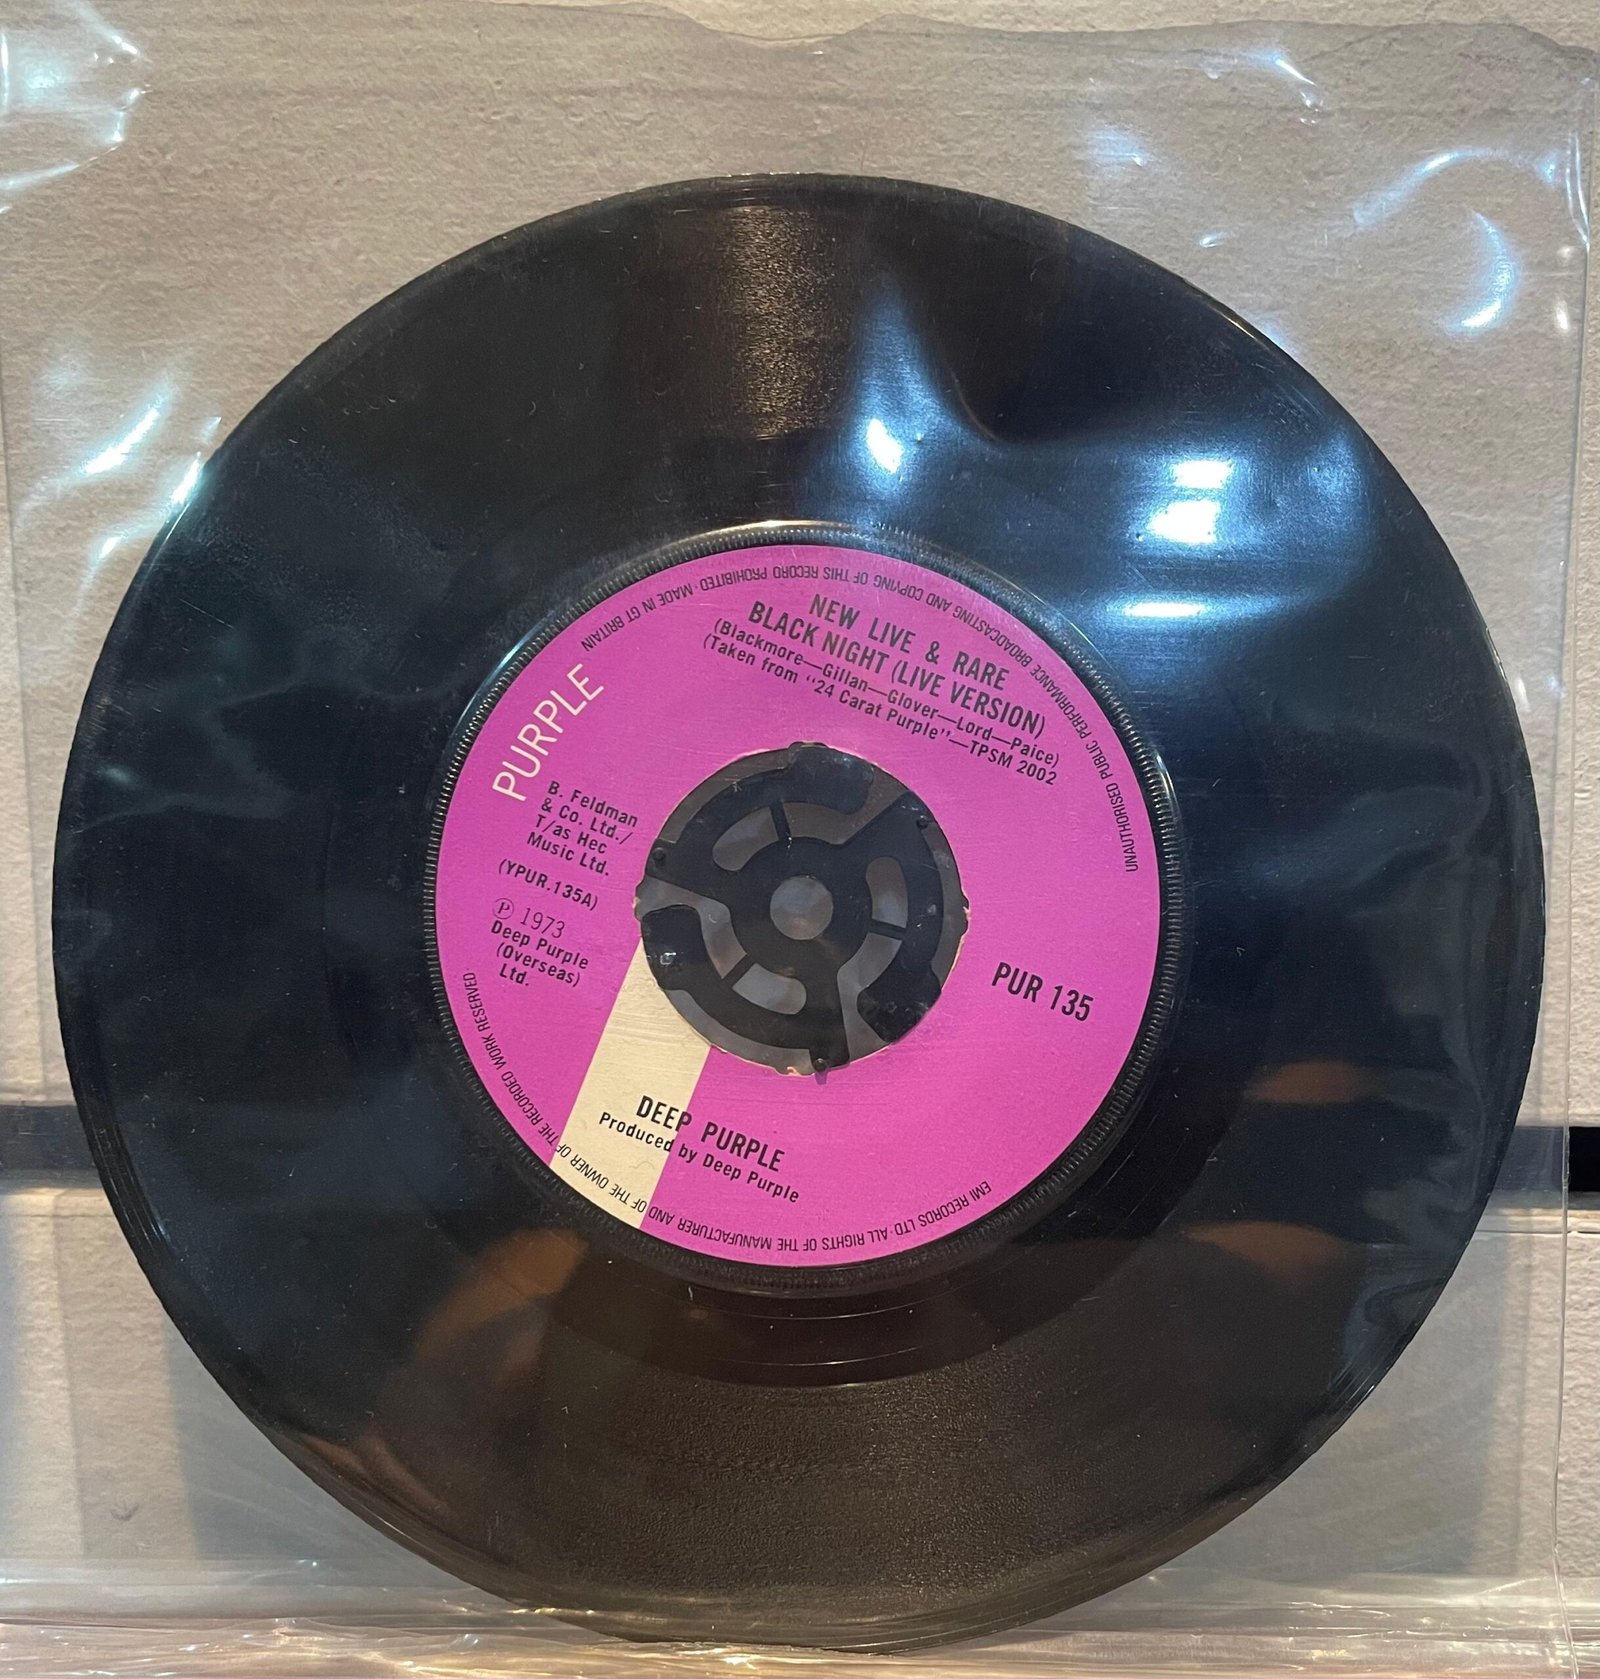 NEW LIVE & RARE
BLACK NIGHT (LIVE VERSION)
(Blackmore—Gillan—Glover—Lord—Paice)
(Taken from "24 Carat Purple"—TPSM 2002
PURPLE
B. Feldman
& Co. Ltd./
T/as Hec
Music Ltd.
(YPUR.135A)
Ⓟ 1973
Deep Purple
(Overseas)
Ltd.
PUR 135
DEEP PURPLE
Produced by Deep Purple
EMI RECORDS LTD · ALL RIGHTS OF THE MANUFACTURER AND OF THE OWNER OF THE RECORDED WORK RESERVED
UNAUTHORISED PUBLIC PERFORMANCE BROADCASTING AND COPYING OF THIS RECORD PROHIBITED · MADE IN GT BRITAIN